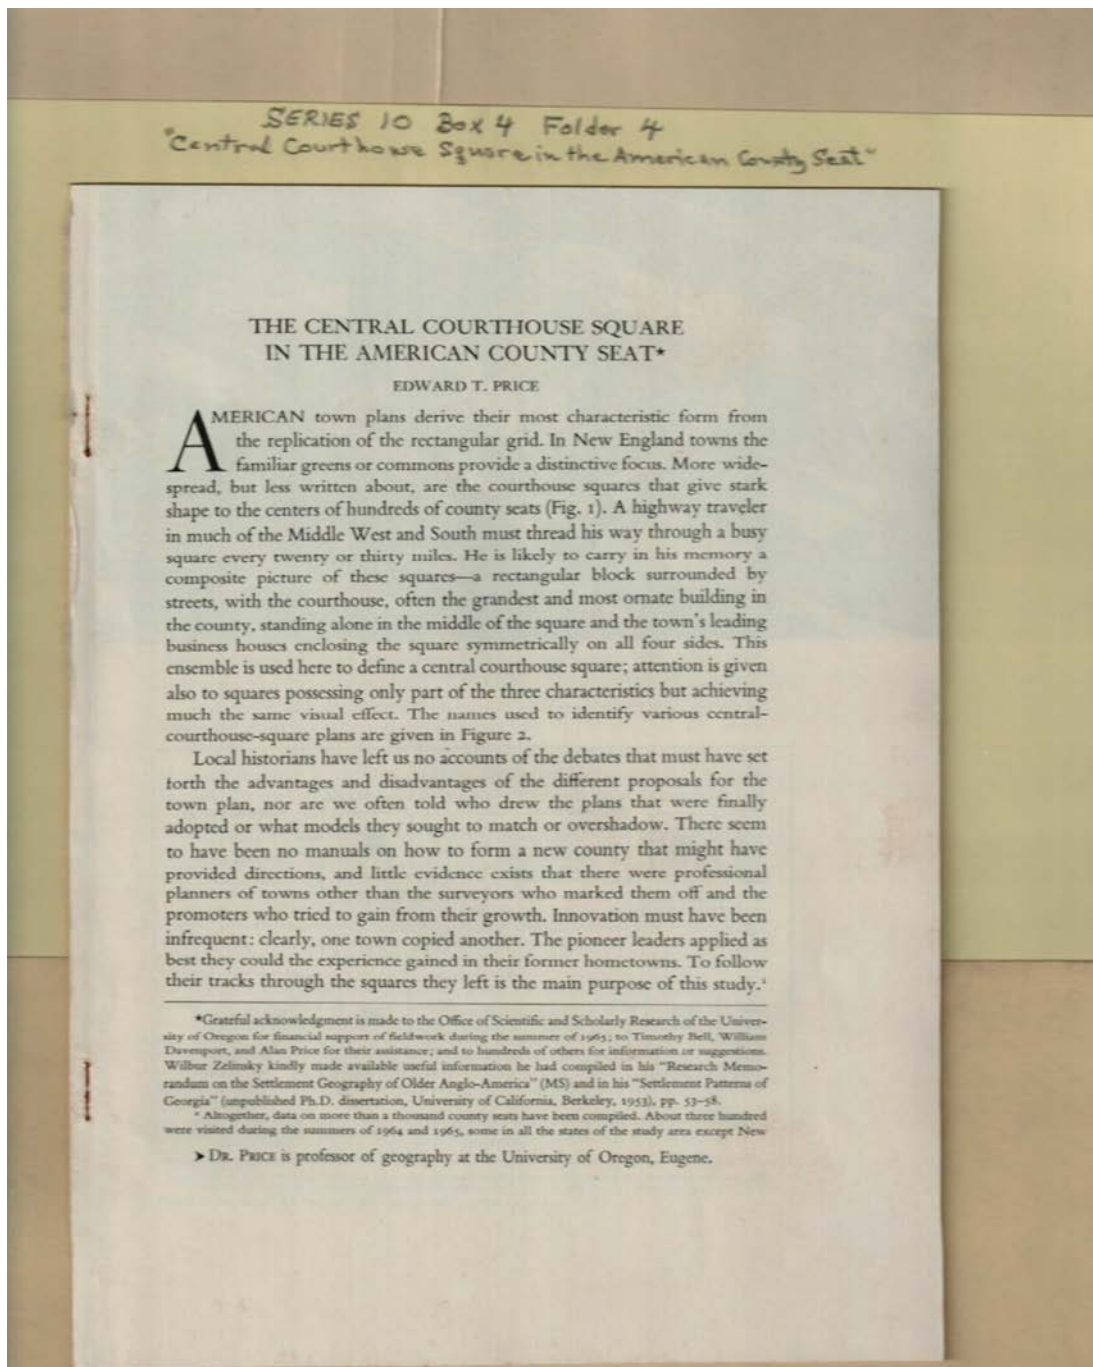 SERIES 10 Box 4 Folder 4
"Central Courthouse Square in the American County Seat"
THE CENTRAL COURTHOUSE SQUARE
IN THE AMERICAN COUNTY SEAT★
EDWARD T. PRICE
AMERICAN town plans derive their most characteristic form from
the replication of the rectangular grid. In New England towns the
familiar greens or commons provide a distinctive focus. More wide-
spread, but less written about, are the courthouse squares that give stark
shape to the centers of hundreds of county seats (Fig. 1). A highway traveler
in much of the Middle West and South must thread his way through a busy
square every twenty or thirty miles. He is likely to carry in his memory a
composite picture of these squares—a rectangular block surrounded by
streets, with the courthouse, often the grandest and most ornate building in
the county, standing alone in the middle of the square and the town's leading
business houses enclosing the square symmetrically on all four sides. This
ensemble is used here to define a central courthouse square; attention is given
also to squares possessing only part of the three characteristics but achieving
much the same visual effect. The names used to identify various central-
courthouse-square plans are given in Figure 2.
Local historians have left us no accounts of the debates that must have set
forth the advantages and disadvantages of the different proposals for the
town plan, nor are we often told who drew the plans that were finally
adopted or what models they sought to match or overshadow. There seem
to have been no manuals on how to form a new county that might have
provided directions, and little evidence exists that there were professional
planners of towns other than the surveyors who marked them off and the
promoters who tried to gain from their growth. Innovation must have been
infrequent: clearly, one town copied another. The pioneer leaders applied as
best they could the experience gained in their former hometowns. To follow
their tracks through the squares they left is the main purpose of this study.¹
★Grateful acknowledgment is made to the Office of Scientific and Scholarly Research of the Univer-
sity of Oregon for financial support of fieldwork during the summer of 1965; to Timothy Bell, William
Davenport, and Alan Price for their assistance; and to hundreds of others for information or suggestions.
Wilbur Zelinsky kindly made available useful information he had compiled in his "Research Memo-
randum on the Settlement Geography of Older Anglo-America" (MS) and in his "Settlement Patterns of
Georgia" (unpublished Ph.D. dissertation, University of California, Berkeley, 1953), pp. 53–58.
¹ Altogether, data on more than a thousand county seats have been compiled. About three hundred
were visited during the summers of 1964 and 1965, some in all the states of the study area except New
➤ DR. PRICE is professor of geography at the University of Oregon, Eugene.